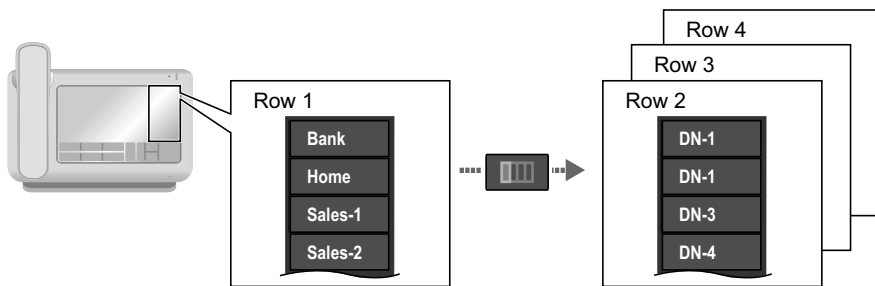 Row 4
Row 3
Row 1
Row 2
Bank
Home
Sales-1
Sales-2
DN-1
DN-1
DN-3
DN-4